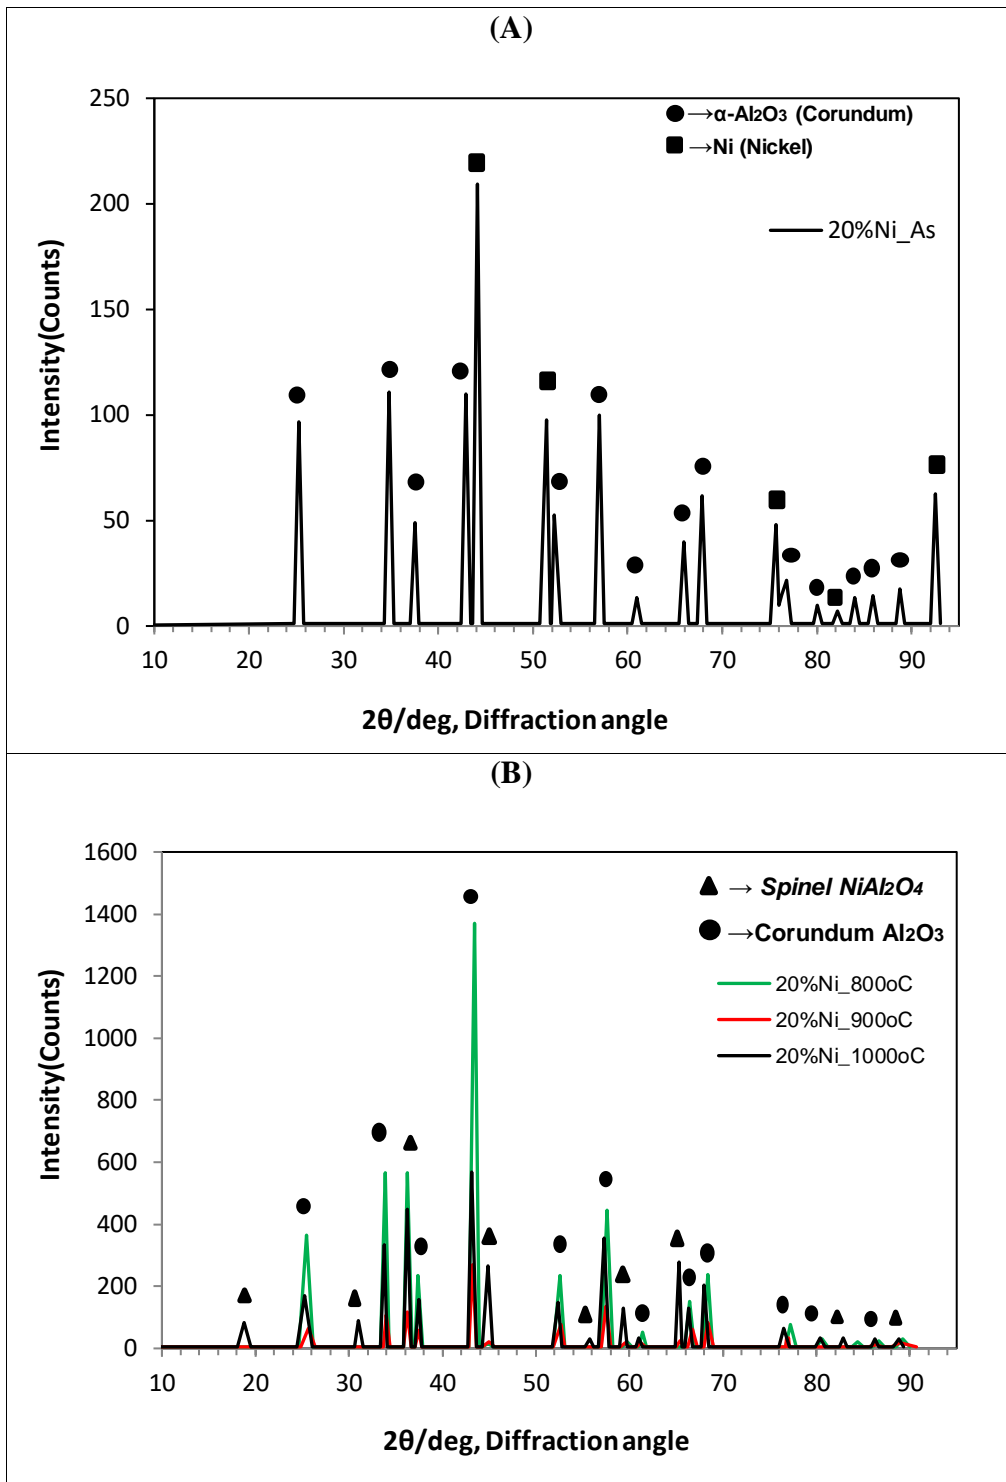 (A)
250
200
150
100
50
0
Intensity(Counts)
→α-Al2O3 (Corundum)
→Ni (Nickel)
20%Ni_As
10 20 30 40 50 60 70 80 90
2θ/deg, Diffraction angle
(B)
1600
1400
1200
1000
800
600
400
200
0
Intensity(Counts)
→ Spinel NiAl2O4
→Corundum Al2O3
20%Ni_800oC
20%Ni_900oC
20%Ni_1000oC
10 20 30 40 50 60 70 80 90
2θ/deg, Diffraction angle